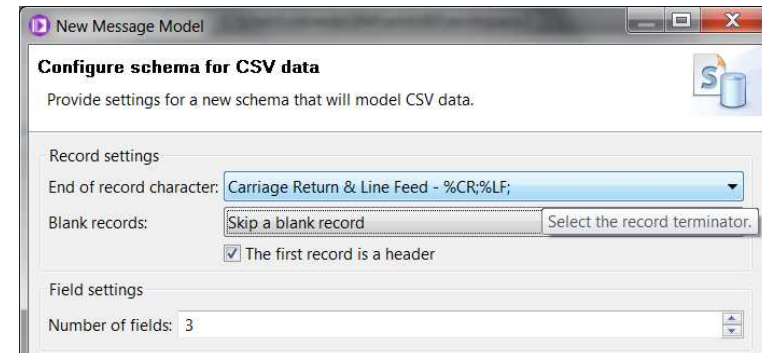 New Message Model
Configure schema for CSV data
Provide settings for a new schema that will model CSV data.
Record settings
End of record character: Carriage Return & Line Feed - %CR;%LF;
Blank records: Skip a blank record
Select the record terminator.
The first record is a header
Field settings
Number of fields: 3